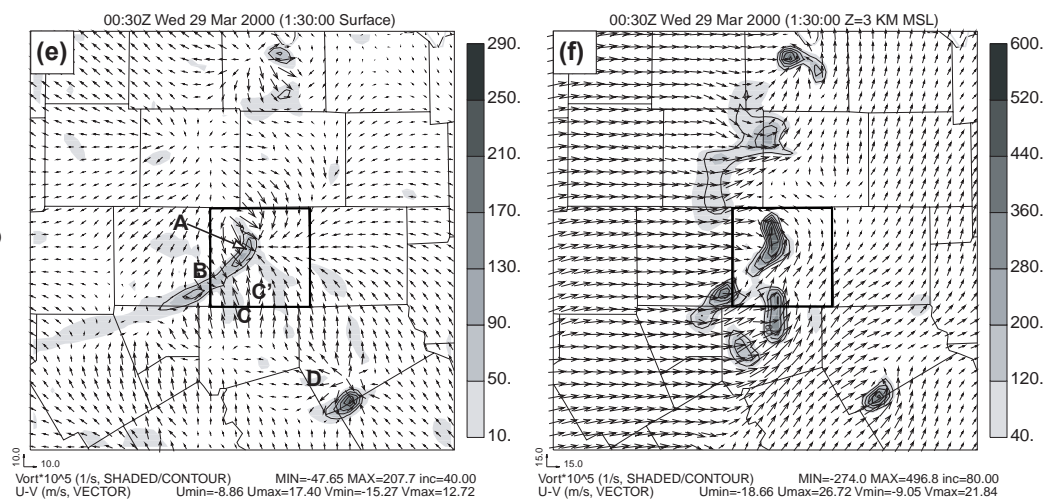 00:30Z Wed 29 Mar 2000 (1:30:00 Surface)
(e)
290.
250.
210.
170.
130.
90.
50.
10.
A
B
C'
C
D
10.0
10.0
Vort*10^5 (1/s, SHADED/CONTOUR) MIN=-47.65 MAX=207.7 inc=40.00
U-V (m/s, VECTOR) Umin=-8.86 Umax=17.40 Vmin=-15.27 Vmax=12.72
00:30Z Wed 29 Mar 2000 (1:30:00 Z=3 KM MSL)
(f)
600.
520.
440.
360.
280.
200.
120.
40.
15.0
15.0
Vort*10^5 (1/s, SHADED/CONTOUR) MIN=-274.0 MAX=496.8 inc=80.00
U-V (m/s, VECTOR) Umin=-18.66 Umax=26.72 Vmin=-9.05 Vmax=21.84